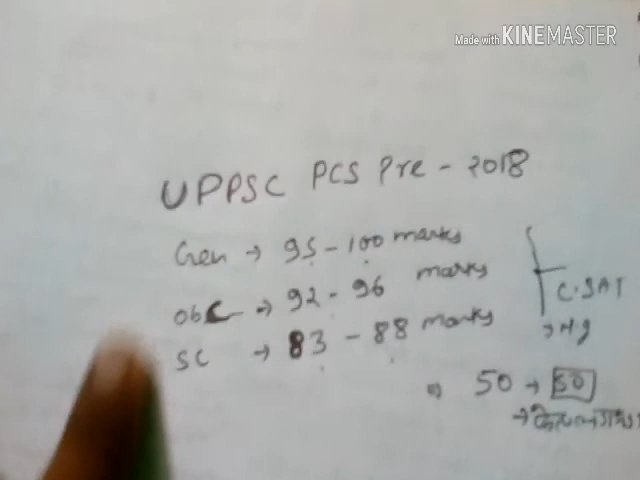 Made with KINEMASTER
UPPSC PCS Pre - 2018
Gen → 95 - 100 marks
obC → 92 - 96 marks
SC → 83 - 88 marks
C.SAT
⇒ 50 → 50